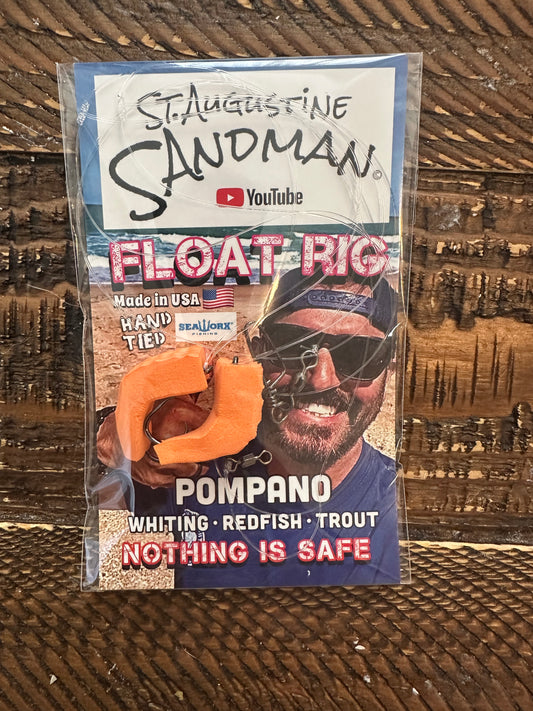 ST. AUGUSTINE
SANDMAN©
YouTube
FLOAT RIG
Made in USA
HAND
TIED
SEAWORX
FISHING
POMPANO
WHITING • REDFISH • TROUT
NOTHING IS SAFE